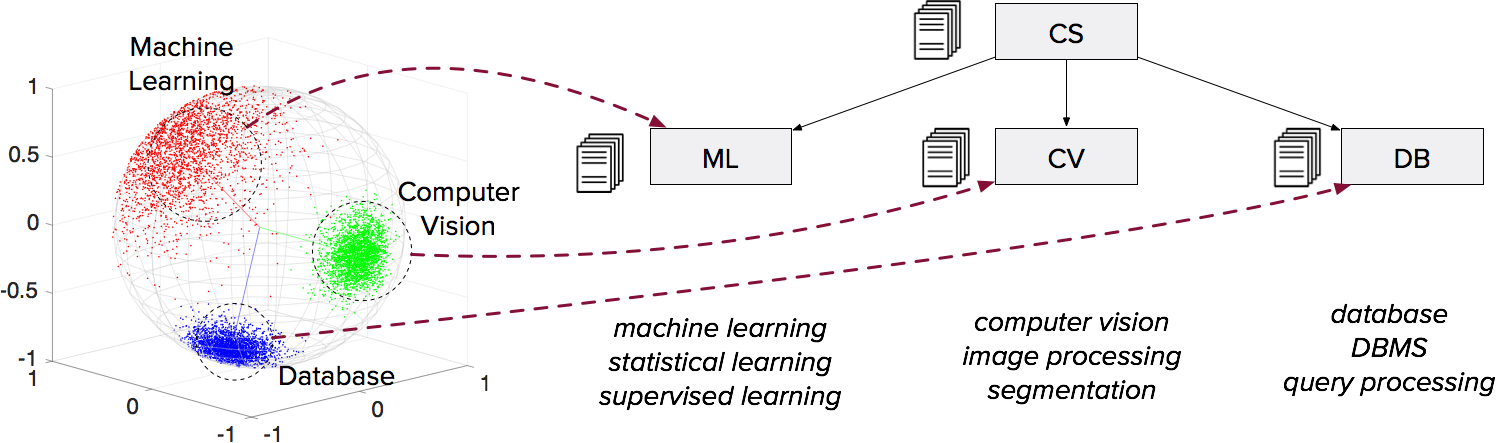 Machine
Learning
1
0.5
0
-0.5
-1
1
0
-1
-1
0
1
Computer
Vision
Database
CS
ML
CV
DB
machine learning
statistical learning
supervised learning
computer vision
image processing
segmentation
database
DBMS
query processing